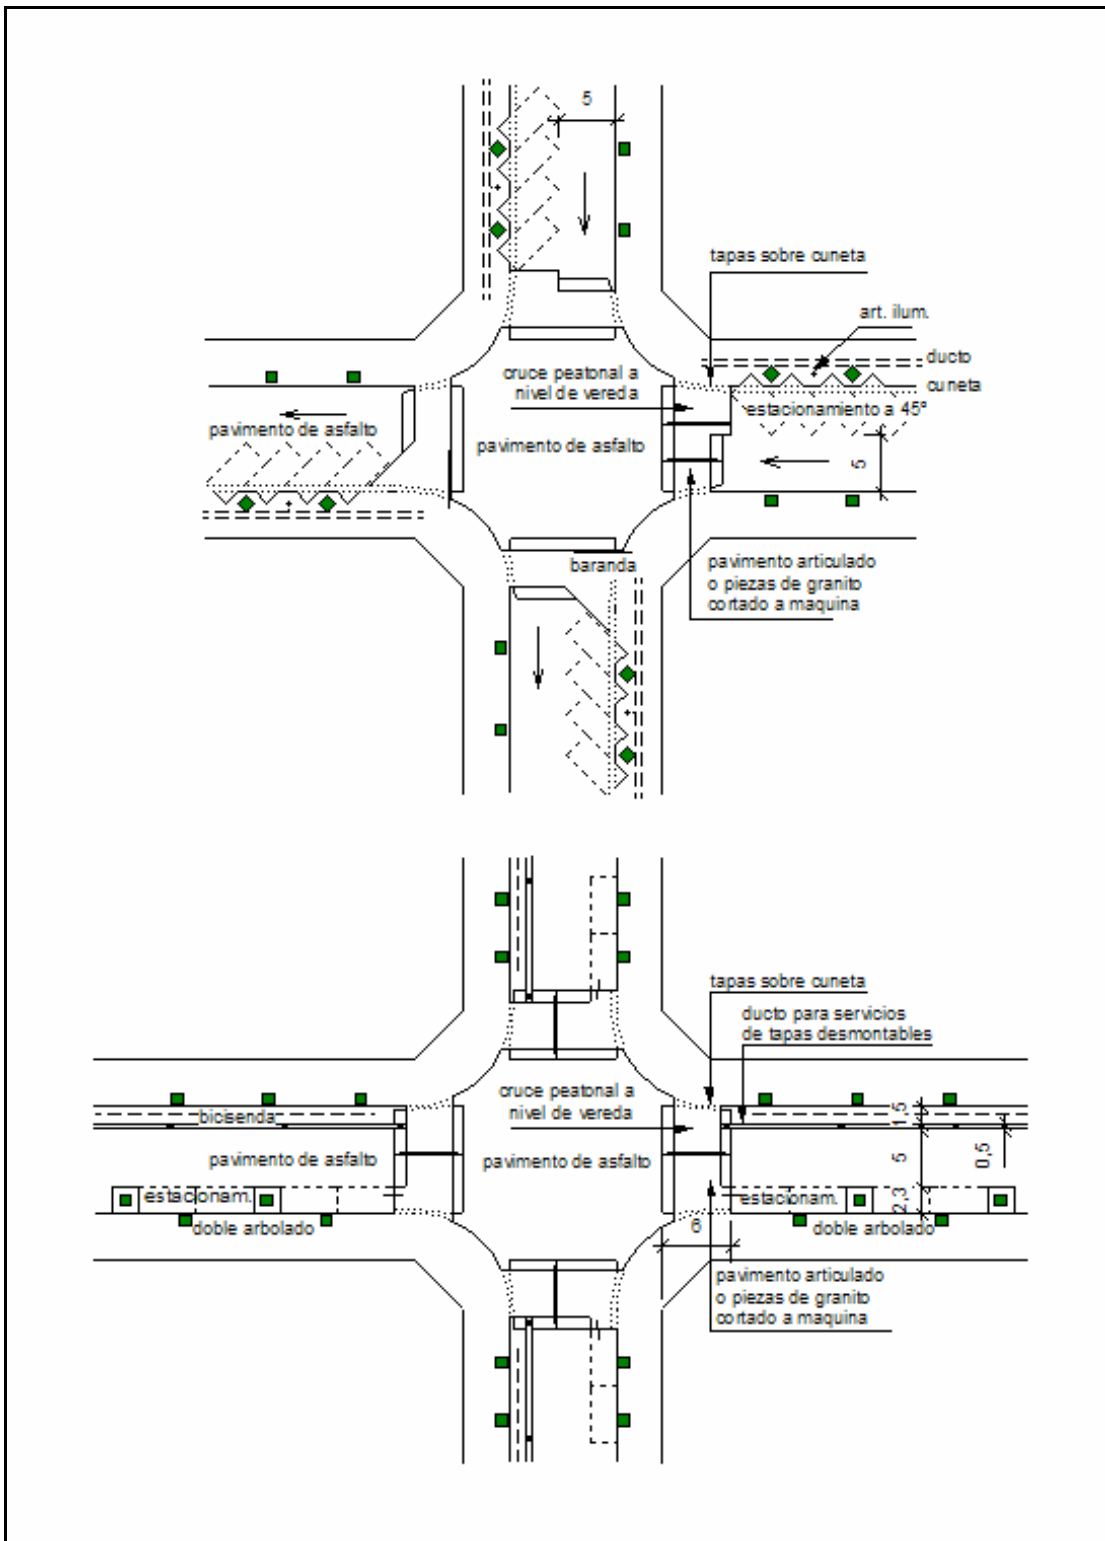 5
tapas sobre cuneta
art. ilum.
ducto
cuneta
cruce peatonal a
nivel de vereda
estacionamiento a 45º
pavimento de asfalto
pavimento de asfalto
5
baranda
pavimento articulado
o piezas de granito
cortado a maquina
tapas sobre cuneta
ducto para servicios
de tapas desmontables
cruce peatonal a
nivel de vereda
bicisenda
1,5
0,5
pavimento de asfalto
pavimento de asfalto
5
estacionam.
estacionam.
2,3
doble arbolado
6
doble arbolado
pavimento articulado
o piezas de granito
cortado a maquina